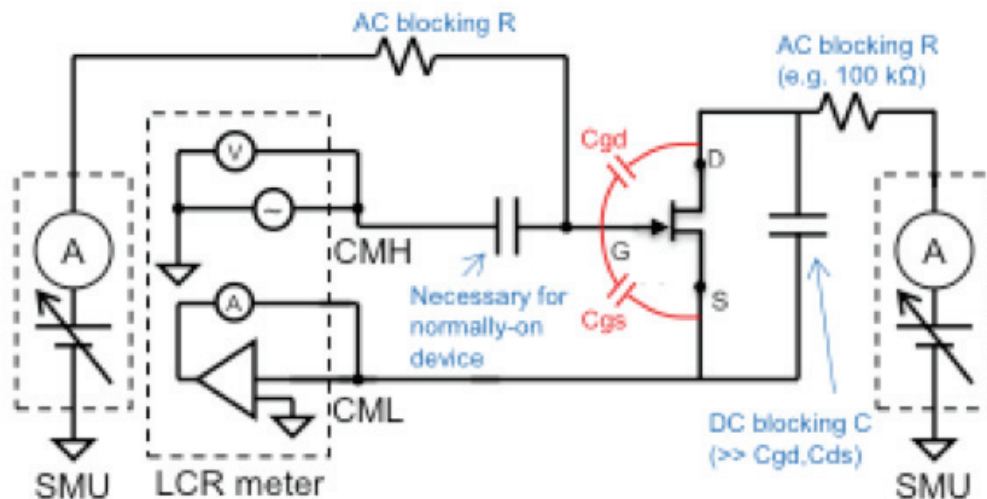 AC blocking R
AC blocking R
(e.g. 100 kΩ)
Cgd
D
V
~
A
A
CMH
G
Necessary for
normally-on
device
Cgs
S
A
CML
DC blocking C
(>> Cgd,Cds)
SMU
LCR meter
SMU